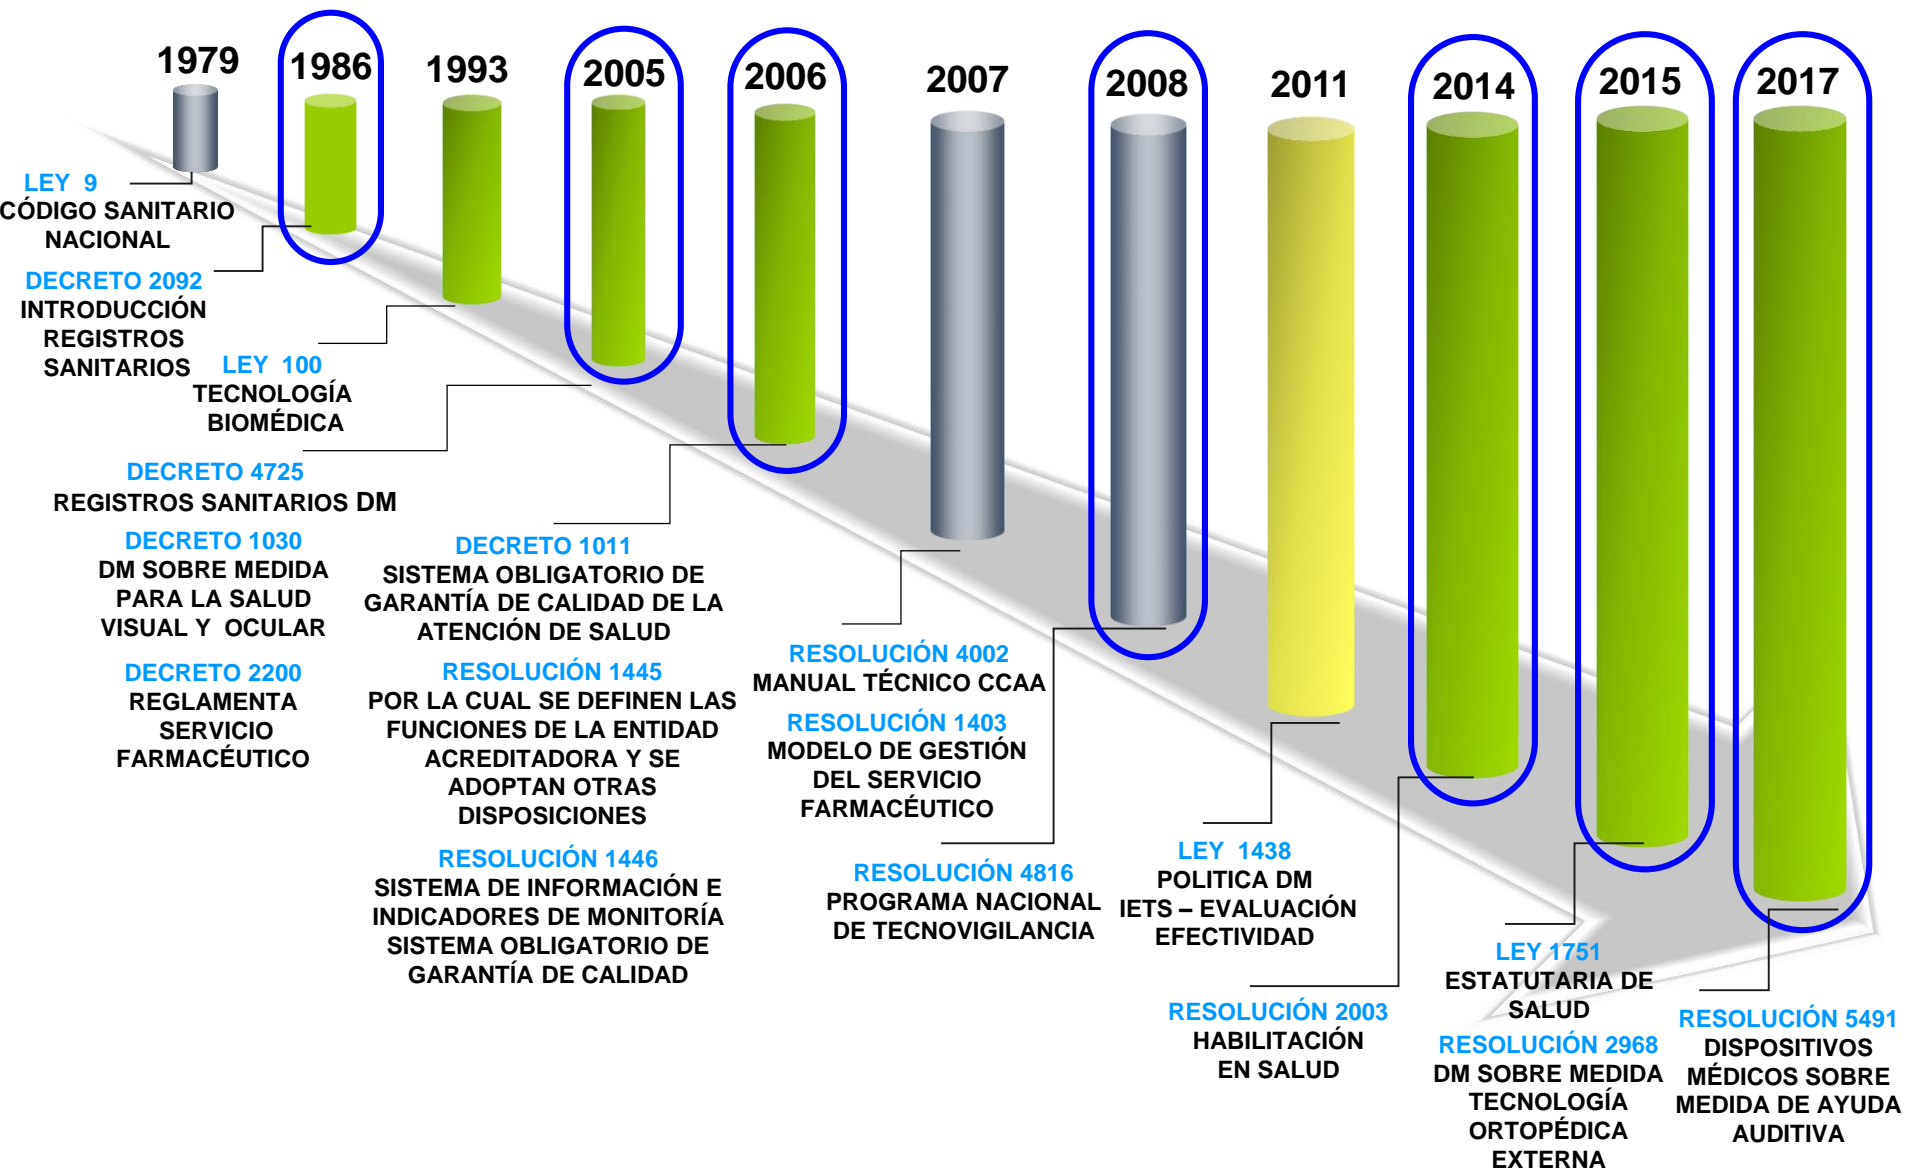 1979
1986
1993
2005
2006
2007
2008
2011
2014
2015
2017
LEY 9
CÓDIGO SANITARIO
NACIONAL
DECRETO 2092
INTRODUCCIÓN
REGISTROS
SANITARIOS
LEY 100
TECNOLOGÍA
BIOMÉDICA
DECRETO 4725
REGISTROS SANITARIOS DM
DECRETO 1030
DM SOBRE MEDIDA
PARA LA SALUD
VISUAL Y OCULAR
DECRETO 2200
REGLAMENTA
SERVICIO
FARMACÉUTICO
DECRETO 1011
SISTEMA OBLIGATORIO DE
GARANTÍA DE CALIDAD DE LA
ATENCIÓN DE SALUD
RESOLUCIÓN 1445
POR LA CUAL SE DEFINEN LAS
FUNCIONES DE LA ENTIDAD
ACREDITADORA Y SE
ADOPTAN OTRAS
DISPOSICIONES
RESOLUCIÓN 1446
SISTEMA DE INFORMACIÓN E
INDICADORES DE MONITORÍA
SISTEMA OBLIGATORIO DE
GARANTÍA DE CALIDAD
RESOLUCIÓN 4002
MANUAL TÉCNICO CCAA
RESOLUCIÓN 1403
MODELO DE GESTIÓN
DEL SERVICIO
FARMACÉUTICO
RESOLUCIÓN 4816
PROGRAMA NACIONAL
DE TECNOVIGILANCIA
LEY 1438
POLITICA DM
IETS – EVALUACIÓN
EFECTIVIDAD
RESOLUCIÓN 2003
HABILITACIÓN
EN SALUD
LEY 1751
ESTATUTARIA DE
SALUD
RESOLUCIÓN 2968
DM SOBRE MEDIDA
TECNOLOGÍA
ORTOPÉDICA
EXTERNA
RESOLUCIÓN 5491
DISPOSITIVOS
MÉDICOS SOBRE
MEDIDA DE AYUDA
AUDITIVA